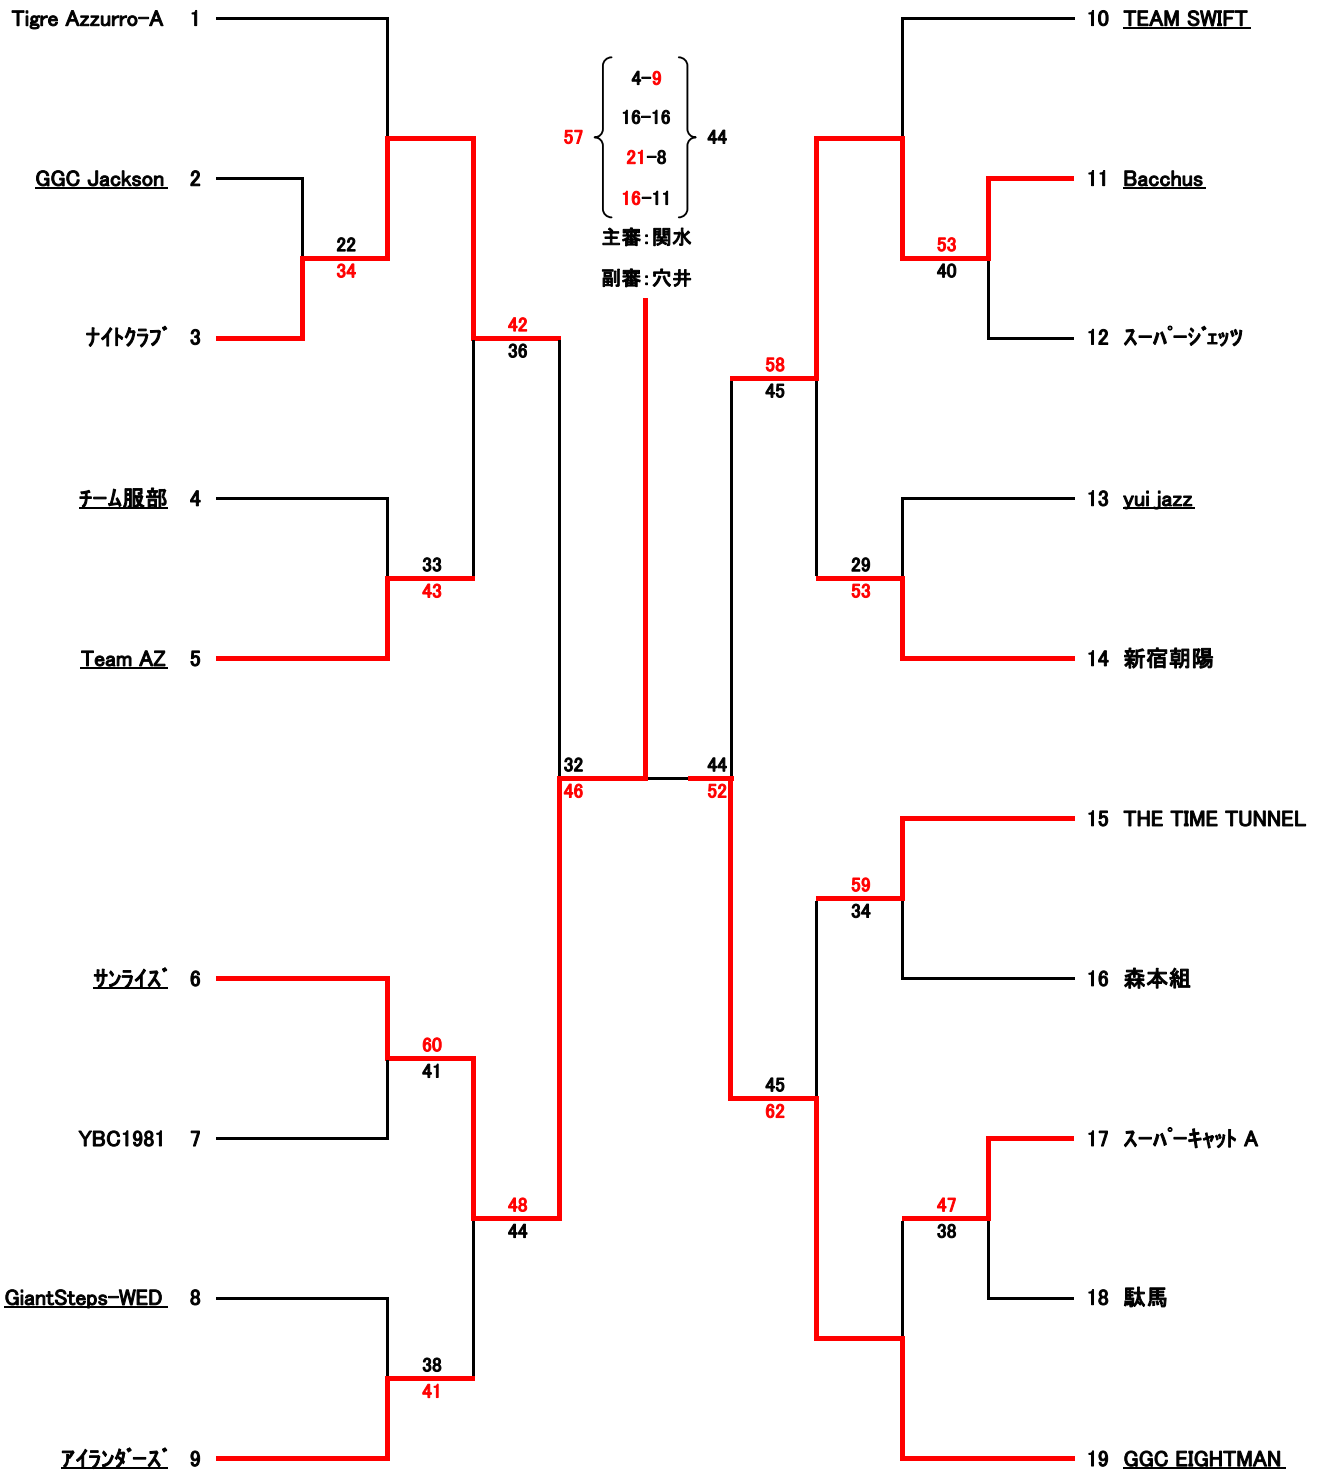 Tigre Azzurro-A 1
GGC Jackson 2
22
34
ﾅｲﾄｸﾗﾌﾞ 3
42
36
ﾁｰﾑ服部 4
33
43
Team AZ 5
32
46
ｻﾝﾗｲｽﾞ 6
60
41
YBC1981 7
48
44
GiantSteps-WED 8
38
41
ｱｲﾗﾝﾀﾞｰｽﾞ 9
4-9
16-16
57 44
21-8
16-11
主審:関水
副審:穴井
10 TEAM SWIFT
11 Bacchus
53
40
12 ｽｰﾊﾟｰｼﾞｪｯﾂ
58
45
13 yui jazz
29
53
14 新宿朝陽
44
52
15 THE TIME TUNNEL
59
34
16 森本組
45
62
17 ｽｰﾊﾟｰｷｬｯﾄ A
47
38
18 駄馬
19 GGC EIGHTMAN